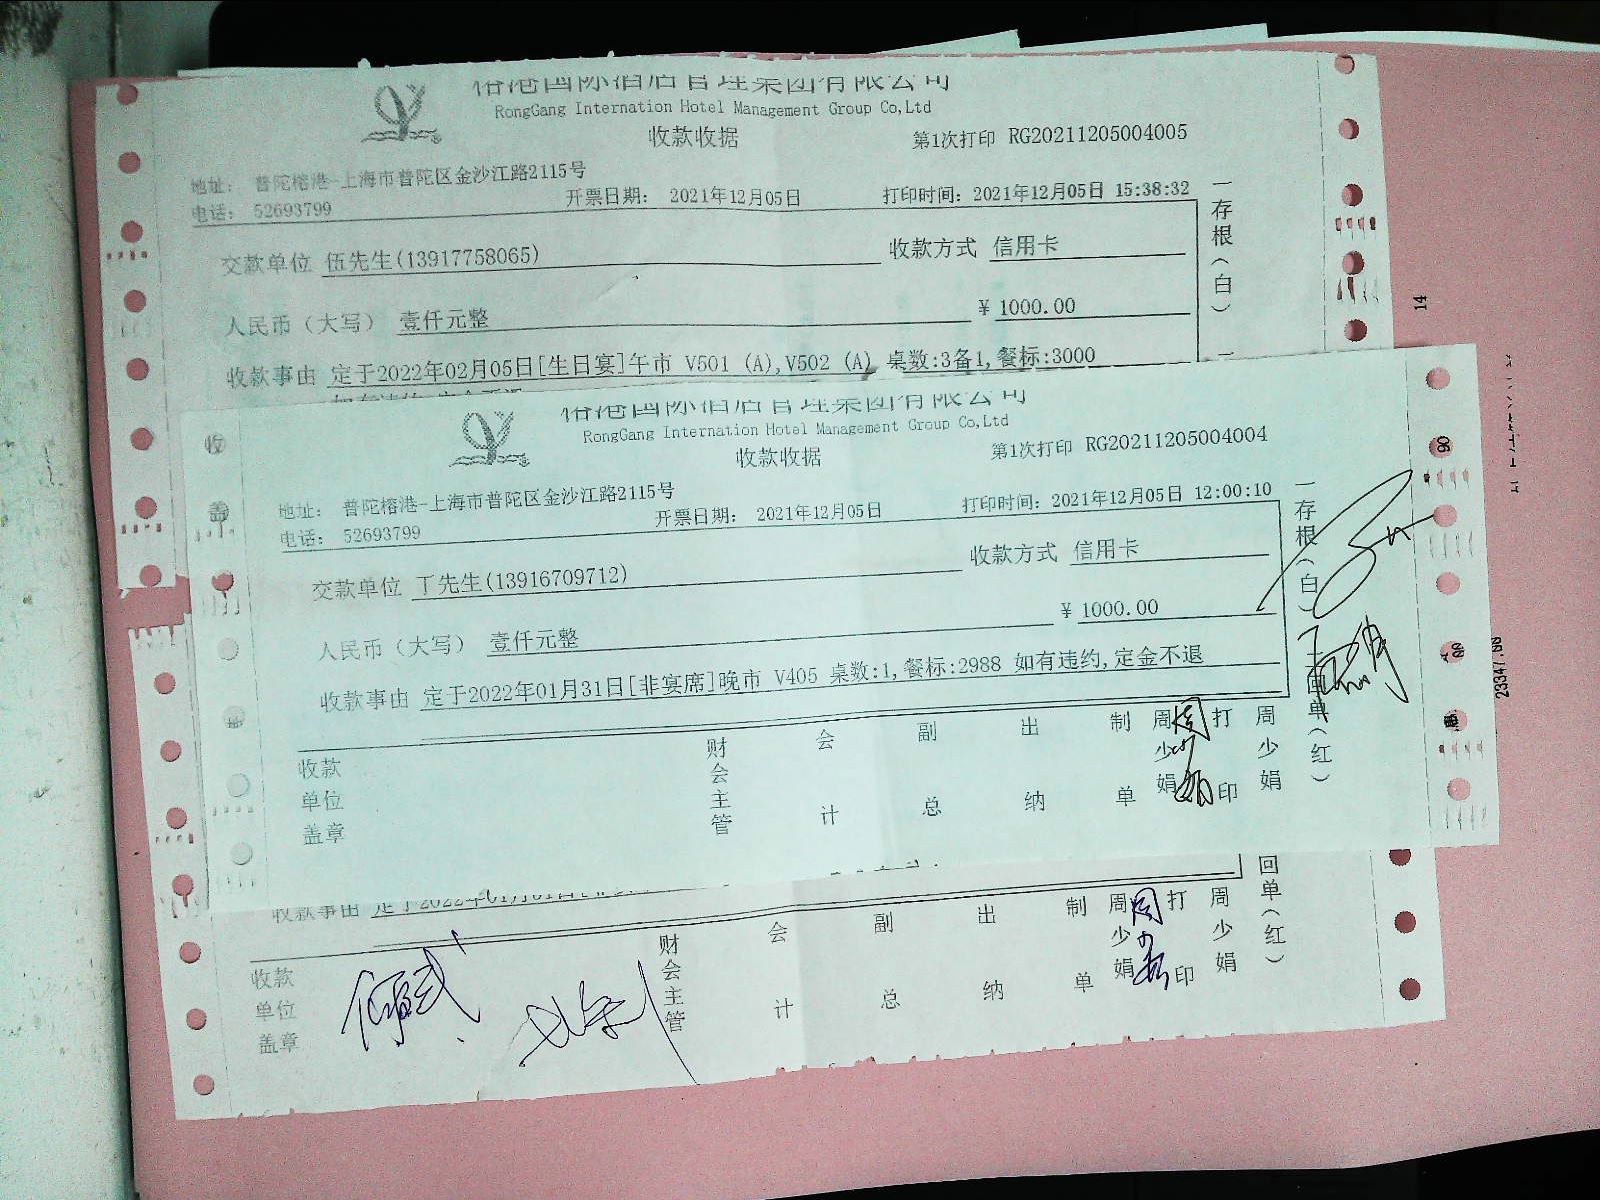 RongGang Internation Hotel Management Group Co,Ltd
收款收据
第1次打印 RG20211205004005
地址： 普陀榕港-上海市普陀区金沙江路2115号
电话： 52693799
开票日期： 2021年12月05日
打印时间：2021年12月05日 15:38:32
交款单位 伍先生(13917758065)
收款方式 信用卡
人民币（大写） 壹仟元整
￥ 1000.00
收款事由 定于2022年02月05日[生日宴]午市 V501 (A),V502 (A) 桌数:3备1,餐标:3000
一存根（白）
14
RongGang Internation Hotel Management Group Co,Ltd
收款收据
第1次打印 RG20211205004004
地址： 普陀榕港-上海市普陀区金沙江路2115号
电话： 52693799
开票日期： 2021年12月05日
打印时间：2021年12月05日 12:00:10
交款单位 丁先生(13916709712)
收款方式 信用卡
人民币（大写） 壹仟元整
￥ 1000.00
收款事由 定于2022年01月31日[非宴席]晚市 V405 桌数:1,餐标:2988 如有违约,定金不退
一存根（白）
回单（红）
收款单位盖章
财会主管
会计
副总
出纳
制单
周少娟
打印
周少娟
收款事由
回单（红）
收款单位盖章
财会主管
会计
副总
出纳
制单
周少娟
打印
周少娟